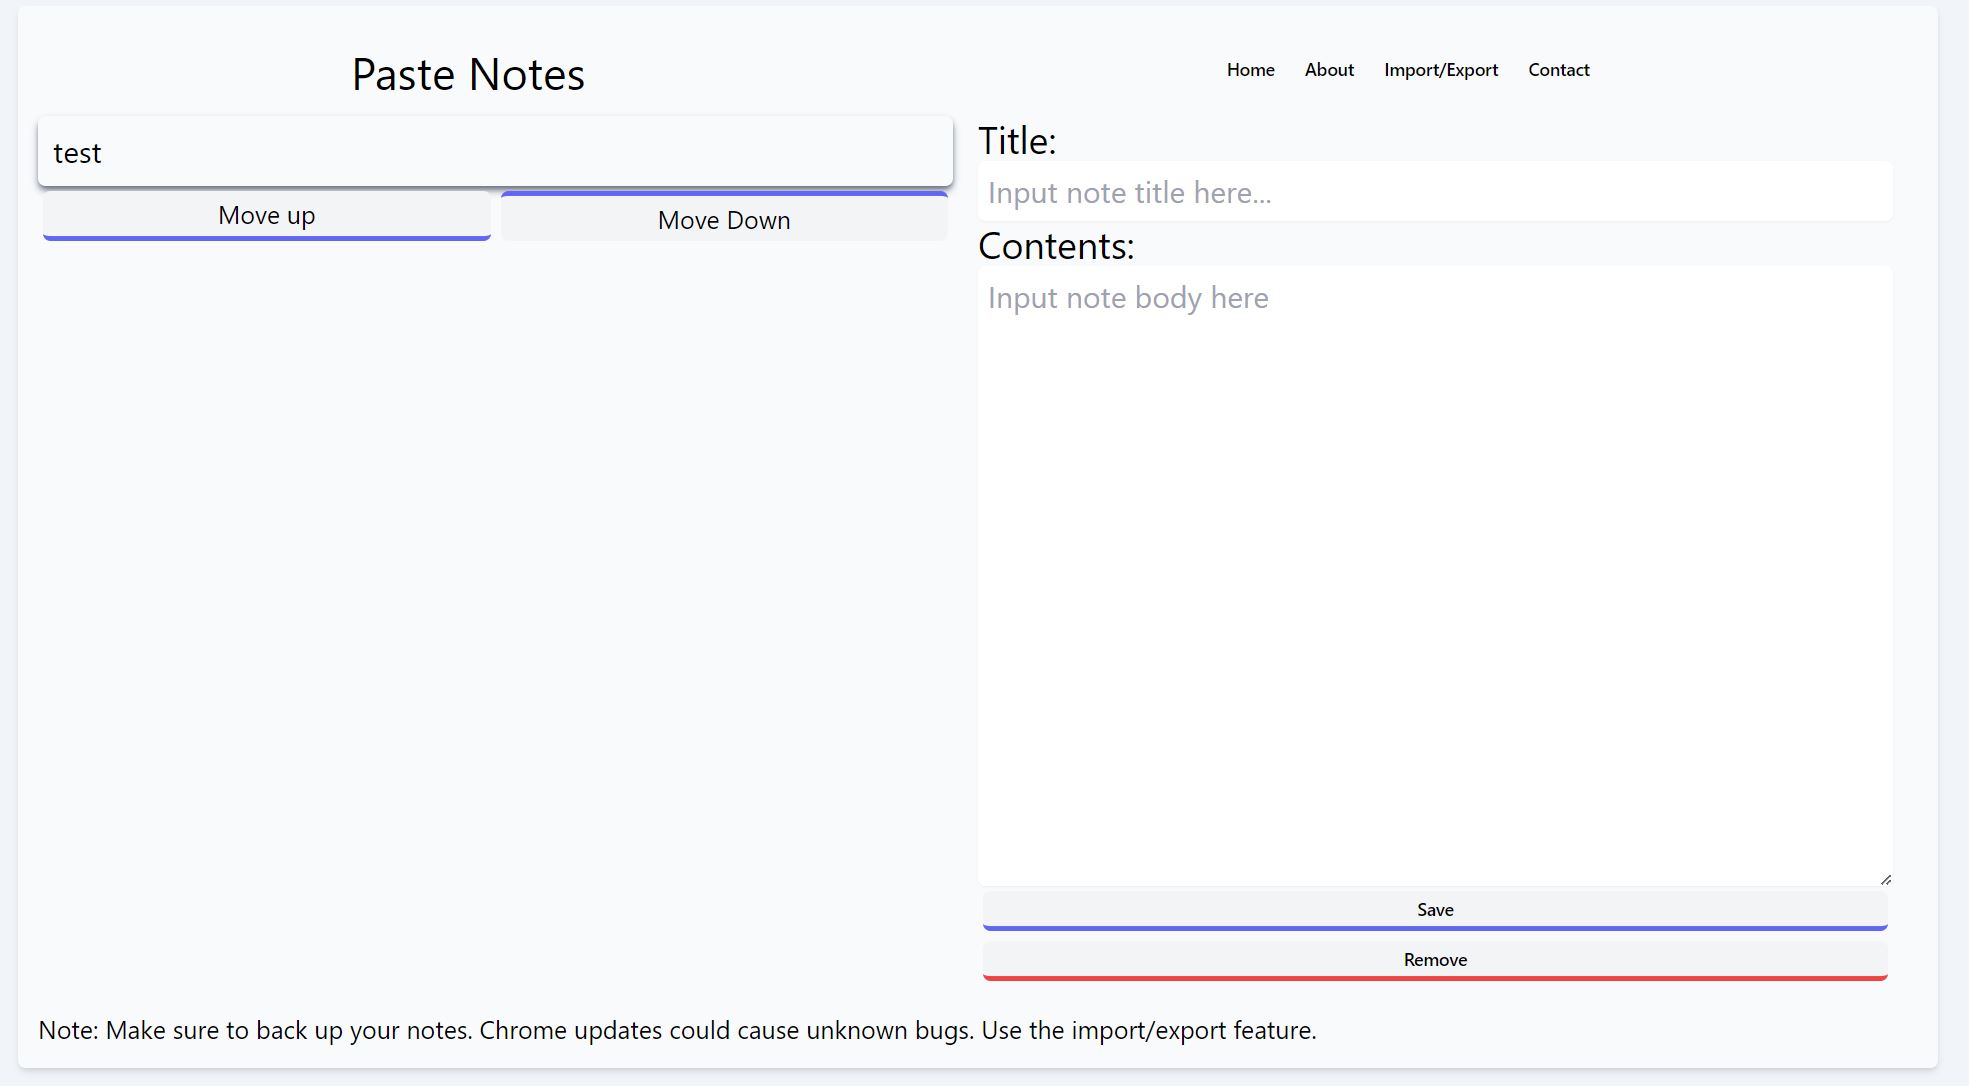 Paste Notes
Home About Import/Export Contact
test
Move up Move Down
Title:
Input note title here...
Contents:
Input note body here
Save
Remove
Note: Make sure to back up your notes. Chrome updates could cause unknown bugs. Use the import/export feature.